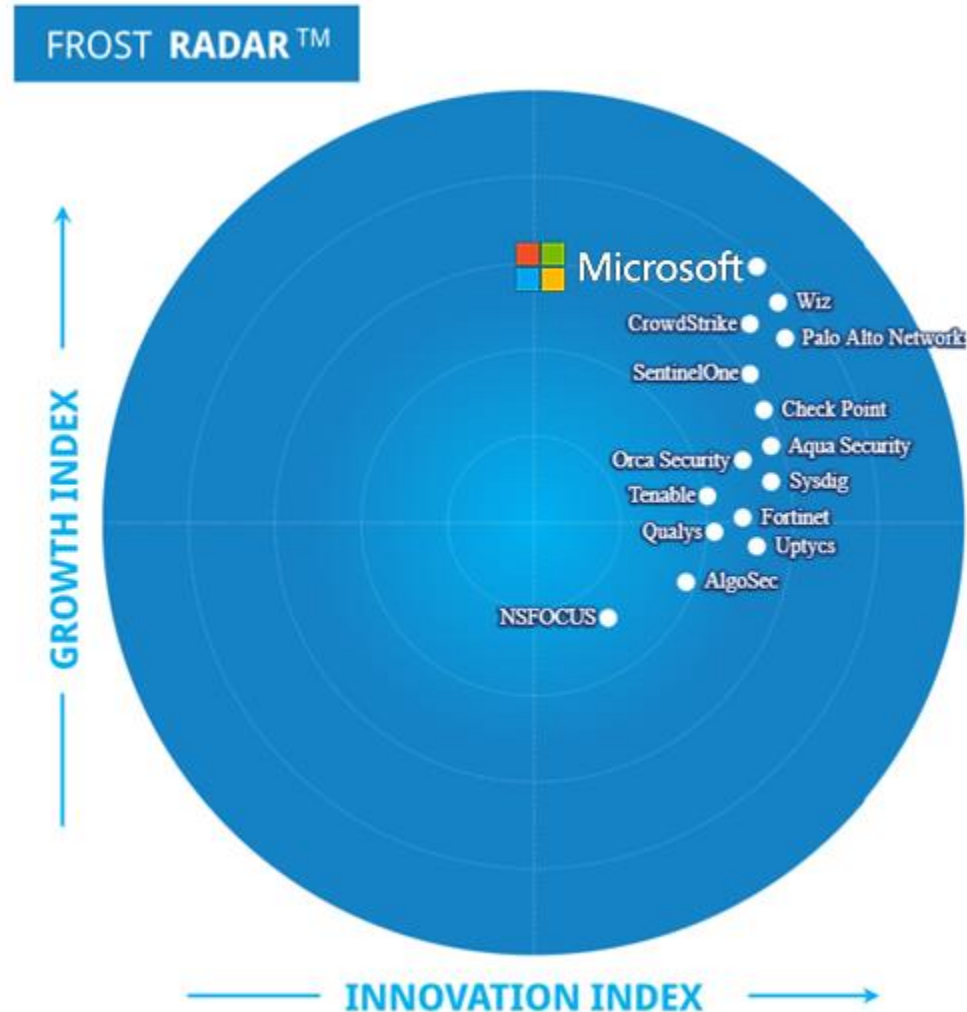 FROST RADAR™
Microsoft
Wiz
CrowdStrike
Palo Alto Networks
SentinelOne
Check Point
Aqua Security
Orca Security
Sysdig
Tenable
Fortinet
Qualys
Uptycs
AlgoSec
NSFOCUS
GROWTH INDEX
INNOVATION INDEX